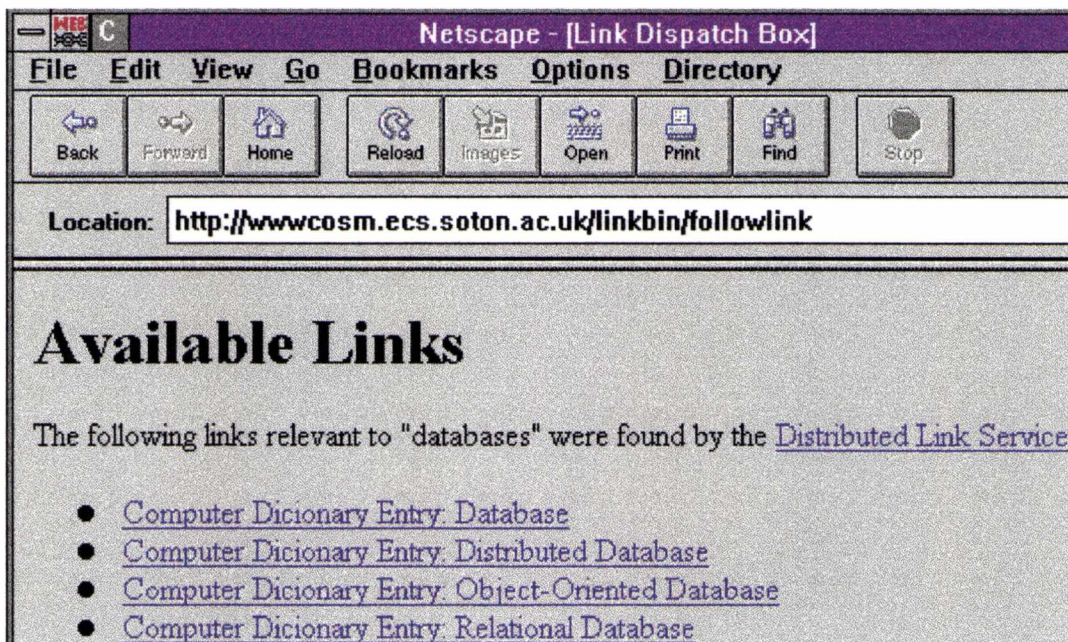 WEB C Netscape - [Link Dispatch Box]
File Edit View Go Bookmarks Options Directory
Back Forward Home Reload Images Open Print Find Stop
Location: http://wwwcosm.ecs.soton.ac.uk/linkbin/followlink
Available Links
The following links relevant to "databases" were found by the Distributed Link Service
Computer Dicionary Entry: Database
Computer Dicionary Entry: Distributed Database
Computer Dicionary Entry: Object-Oriented Database
Computer Dicionary Entry: Relational Database